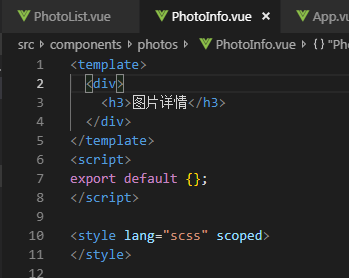 PhotoList.vue PhotoInfo.vue × App.vu
src > components > photos > PhotoInfo.vue > {} "Ph
1 <template>
2 <div>
3 <h3>图片详情</h3>
4 </div>
5 </template>
6 <script>
7 export default {};
8 </script>
9
10 <style lang="scss" scoped>
11 </style>
12